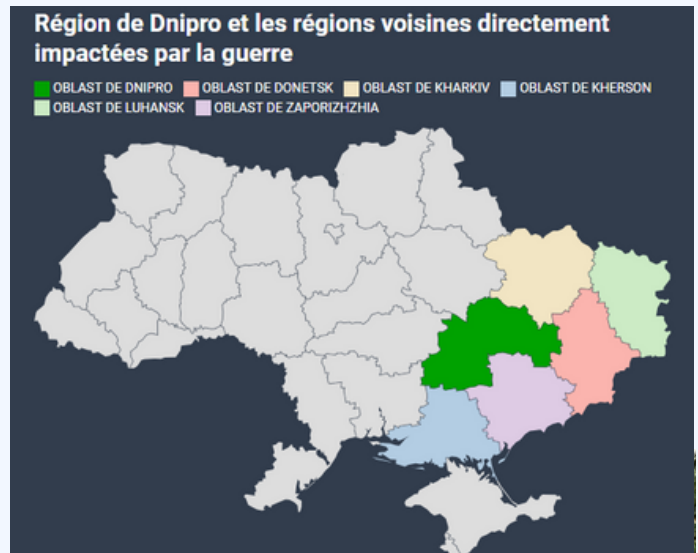 Région de Dnipro et les régions voisines directement
impactées par la guerre
OBLAST DE DNIPRO OBLAST DE DONETSK OBLAST DE KHARKIV OBLAST DE KHERSON
OBLAST DE LUHANSK OBLAST DE ZAPORIZHZHIA